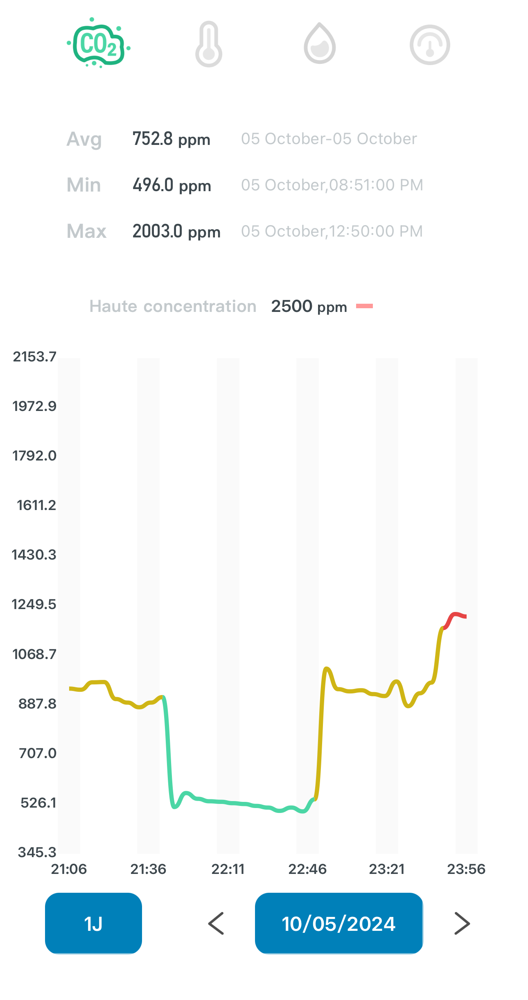 CO2
Avg 752.8 ppm 05 October-05 October
Min 496.0 ppm 05 October,08:51:00 PM
Max 2003.0 ppm 05 October,12:50:00 PM
Haute concentration 2500 ppm
2153.7
1972.9
1792.0
1611.2
1430.3
1249.5
1068.7
887.8
707.0
526.1
345.3
21:06 21:36 22:11 22:46 23:21 23:56
1J 10/05/2024